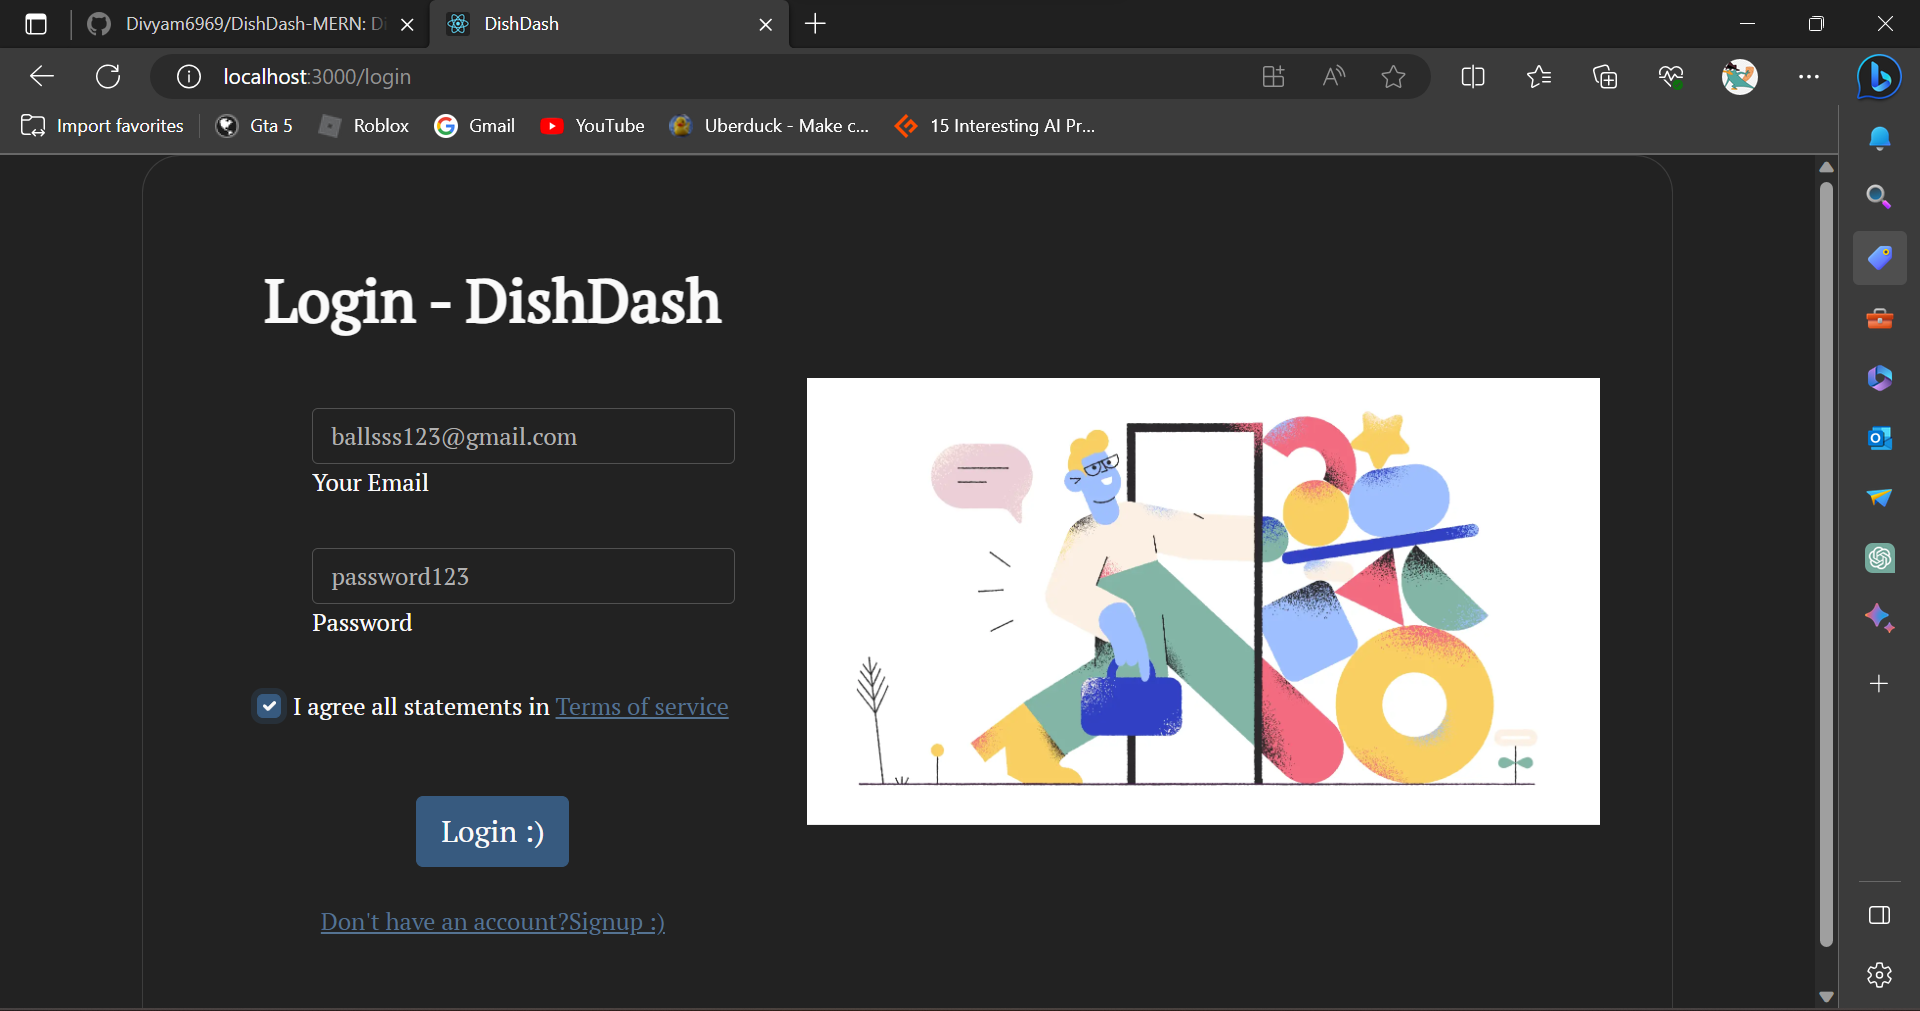 Divyam6969/DishDash-MERN: Di
DishDash
localhost:3000/login
Import favorites
Gta 5
Roblox
Gmail
YouTube
Uberduck - Make c...
15 Interesting AI Pr...
Login - DishDash
ballsss123@gmail.com
Your Email
password123
Password
I agree all statements in Terms of service
Login :)
Don't have an account?Signup :)